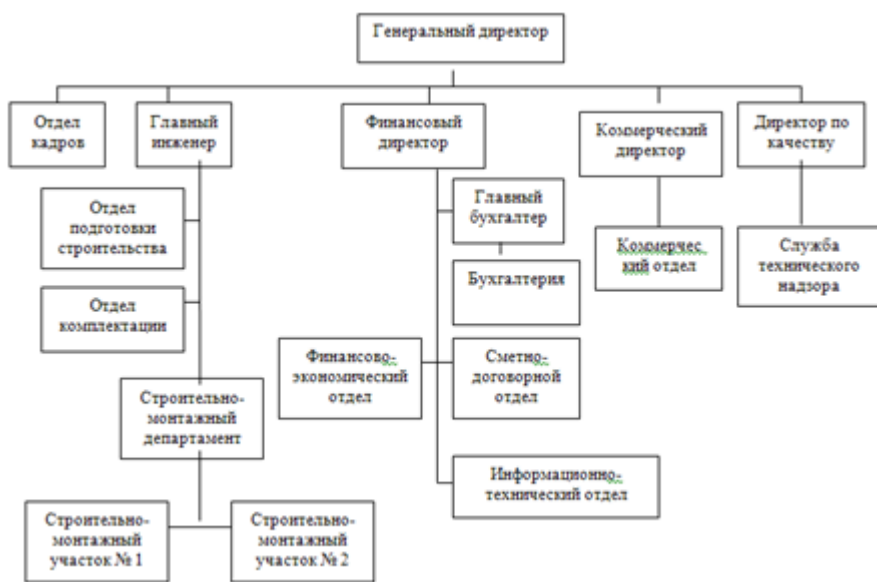 Генеральный директор
Отдел
кадров
Главный
инженер
Финансовый
директор
Коммерческий
директор
Директор по
качеству
Отдел
подготовки
строительства
Главный
бухгалтер
Коммерчес
кий отдел
Служба
технического
надзора
Бухгалтерия
Отдел
комплектации
Финансово-
экономический
отдел
Сметно-
договорной
отдел
Строительно-
монтажный
департамент
Информационно-
технический отдел
Строительно-
монтажный
участок № 1
Строительно-
монтажный
участок № 2